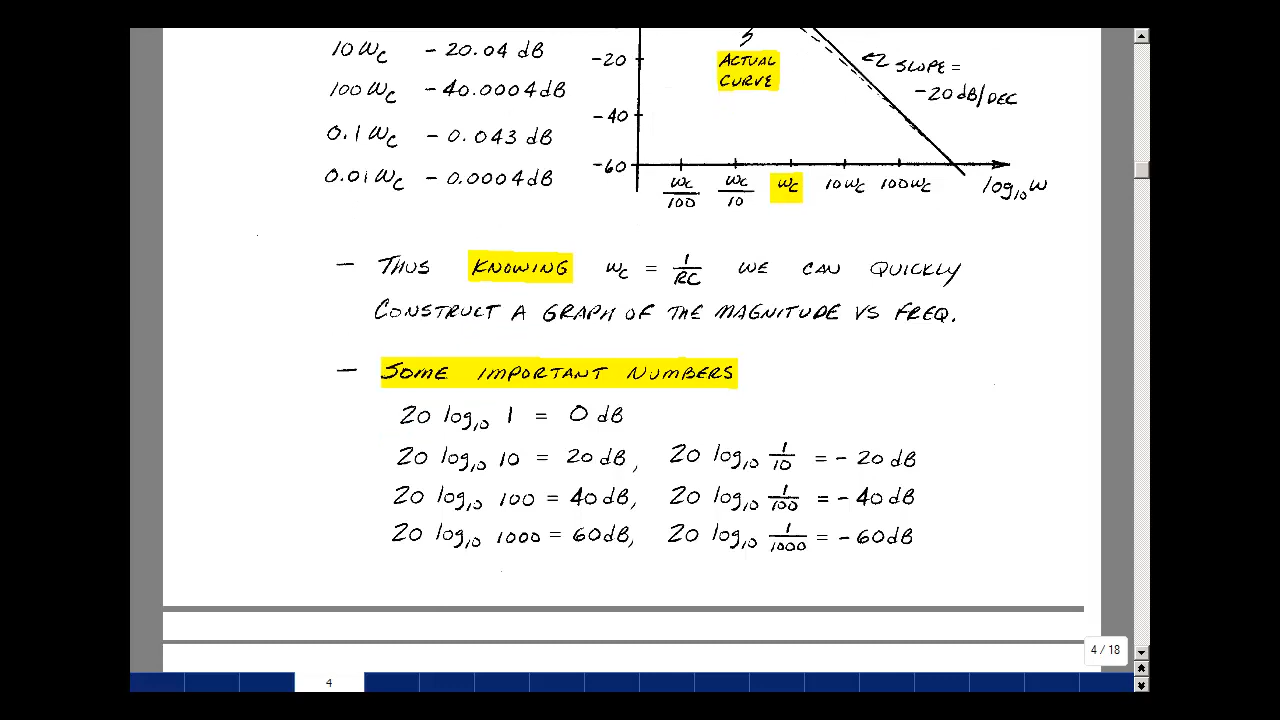 10 ωc - 20.04 dB
100 ωc - 40.0004 dB
0.1 ωc - 0.043 dB
0.01 ωc - 0.0004 dB
-20
-40
-60
ACTUAL
CURVE
SLOPE =
-20 dB/DEC
ωc/100 ωc/10 ωc 10ωc 100ωc log₁₀ ω
- THUS KNOWING ωc = 1/RC WE CAN QUICKLY
CONSTRUCT A GRAPH OF THE MAGNITUDE VS FREQ.
- SOME IMPORTANT NUMBERS
20 log₁₀ 1 = 0 dB
20 log₁₀ 10 = 20 dB, 20 log₁₀ 1/10 = - 20 dB
20 log₁₀ 100 = 40 dB, 20 log₁₀ 1/100 = - 40 dB
20 log₁₀ 1000 = 60 dB, 20 log₁₀ 1/1000 = - 60 dB
4 / 18
4